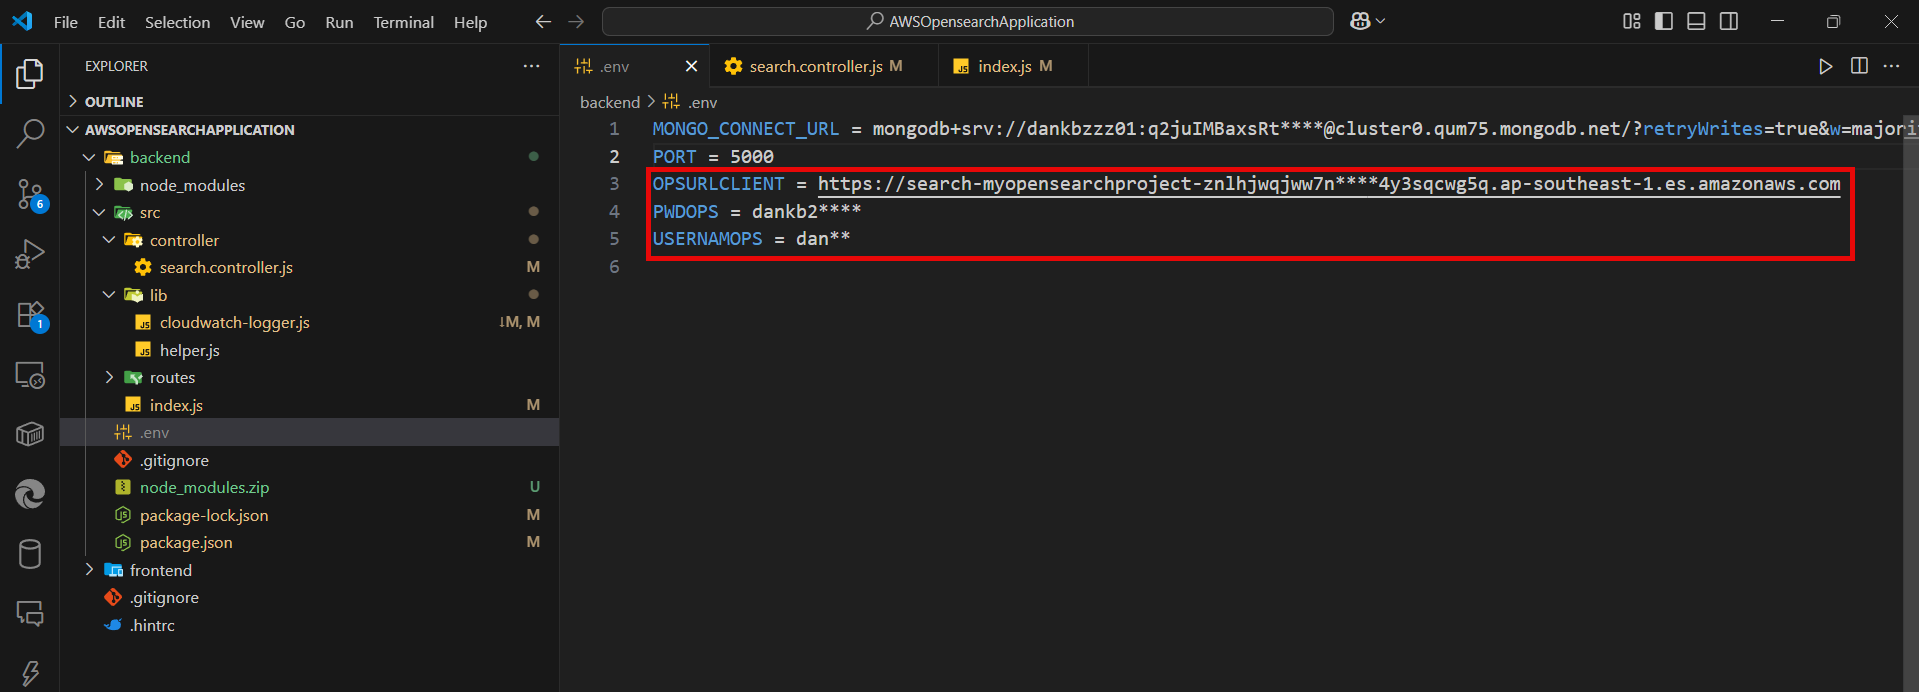 File Edit Selection View Go Run Terminal Help
AWSOpensearchApplication
EXPLORER
OUTLINE
AWSOPENSEARCHAPPLICATION
backend
node_modules
src
controller
search.controller.js M
lib
cloudwatch-logger.js ↓M, M
helper.js
routes
index.js M
.env
.gitignore
node_modules.zip U
package-lock.json M
package.json M
frontend
.gitignore
.hintrc
6
1
.env
search.controller.js M
index.js M
backend > .env
1 MONGO_CONNECT_URL = mongodb+srv://dankbzzz01:q2juIMBaxsRt****@cluster0.qum75.mongodb.net/?retryWrites=true&w=majori
2 PORT = 5000
3 OPSURLCLIENT = https://search-myopensearchproject-znlhjwqjww7n****4y3sqcwg5q.ap-southeast-1.es.amazonaws.com
4 PWDOPS = dankb2****
5 USERNAMOPS = dan**
6